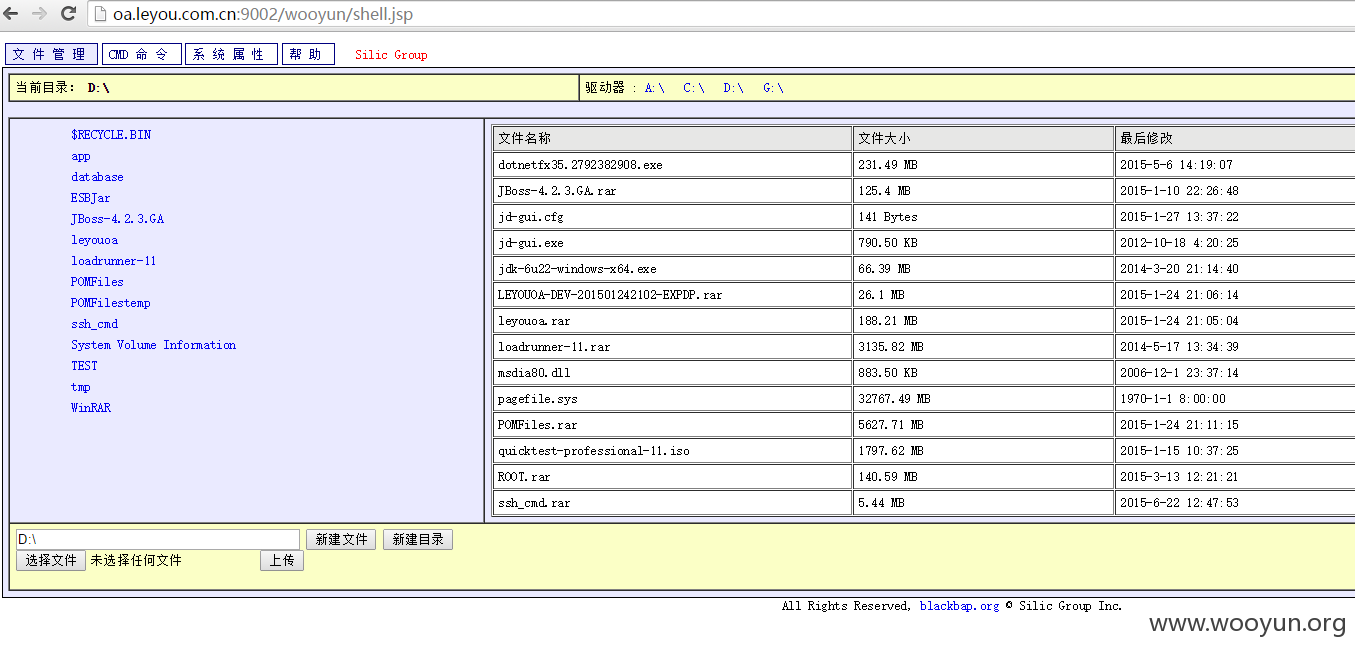 oa.leyou.com.cn:9002/wooyun/shell.jsp
文件管理 CMD 命令 系统属性 帮助 Silic Group
当前目录： D:\ 驱动器 : A:\ C:\ D:\ G:\
$RECYCLE.BIN
app
database
ESBJar
JBoss-4.2.3.GA
leyouoa
loadrunner-11
POMFiles
POMFilestemp
ssh_cmd
System Volume Information
TEST
tmp
WinRAR
文件名称 文件大小 最后修改
dotnetfx35.2792382908.exe 231.49 MB 2015-5-6 14:19:07
JBoss-4.2.3.GA.rar 125.4 MB 2015-1-10 22:26:48
jd-gui.cfg 141 Bytes 2015-1-27 13:37:22
jd-gui.exe 790.50 KB 2012-10-18 4:20:25
jdk-6u22-windows-x64.exe 66.39 MB 2014-3-20 21:14:40
LEYOUOA-DEV-201501242102-EXPDP.rar 26.1 MB 2015-1-24 21:06:14
leyouoa.rar 188.21 MB 2015-1-24 21:05:04
loadrunner-11.rar 3135.82 MB 2014-5-17 13:34:39
msdia80.dll 883.50 KB 2006-12-1 23:37:14
pagefile.sys 32767.49 MB 1970-1-1 8:00:00
POMFiles.rar 5627.71 MB 2015-1-24 21:11:15
quicktest-professional-11.iso 1797.62 MB 2015-1-15 10:37:25
ROOT.rar 140.59 MB 2015-3-13 12:21:21
ssh_cmd.rar 5.44 MB 2015-6-22 12:47:53
D:\ 新建文件 新建目录
选择文件 未选择任何文件 上传
All Rights Reserved, blackbap.org © Silic Group Inc.
www.wooyun.org